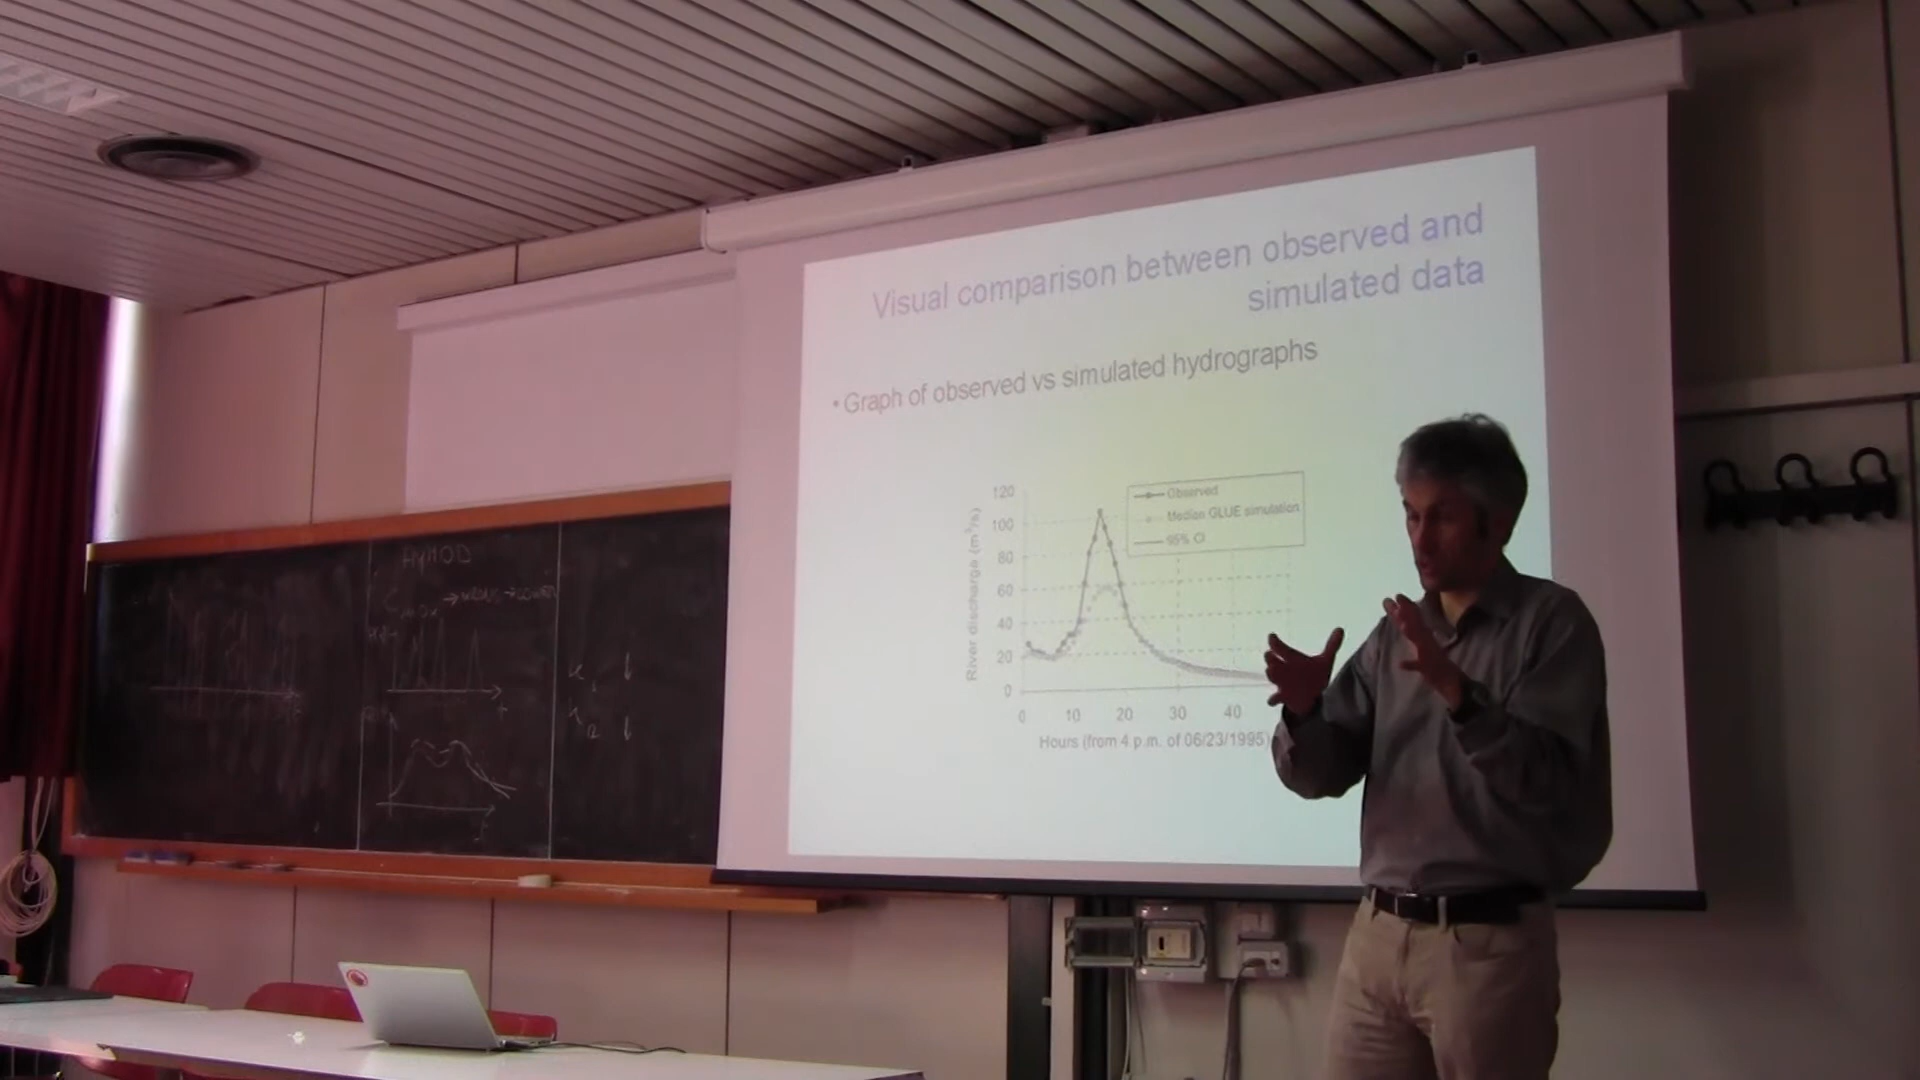 Visual comparison between observed and
simulated data
• Graph of observed vs simulated hydrographs
120
100
80
60
40
20
0
River discharge (m³/s)
Observed
Median GLUE simulation
95% CI
0 10 20 30 40
Hours (from 4 p.m. of 06/23/1995)
HYMOD
t
t